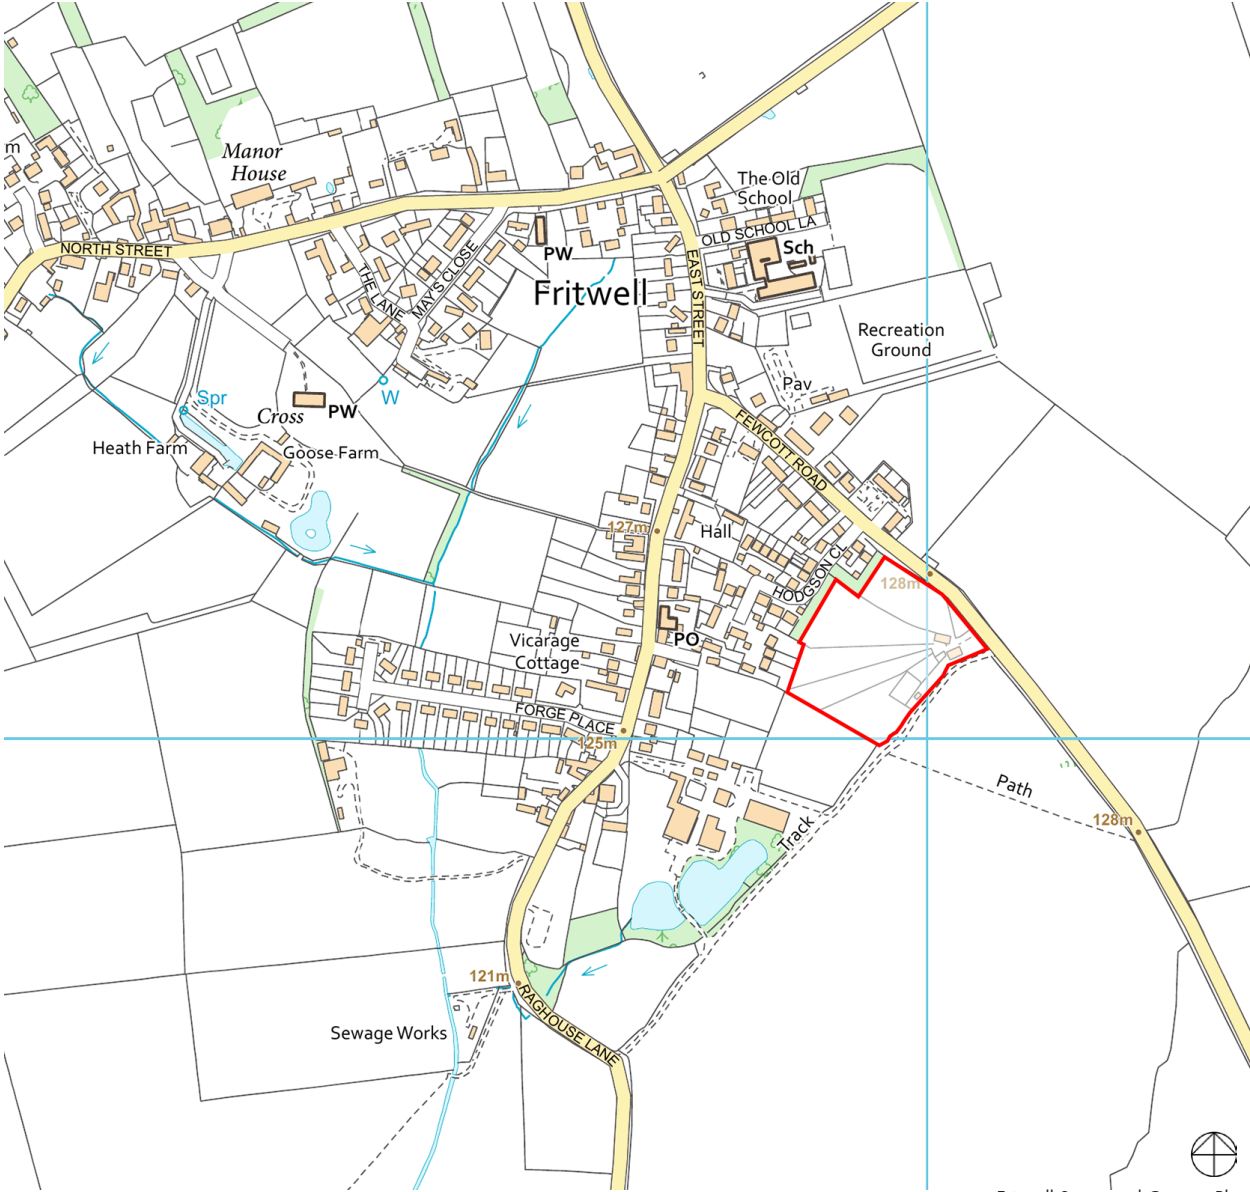 m
Manor
House
The Old
School
OLD SCHOOL LA
Sch
NORTH STREET
PW
THE LANE
MAY'S CLOSE
Fritwell
EAST STREET
Recreation
Ground
Pav
Spr
Cross
PW
W
FEWCOTT ROAD
Heath Farm
Goose Farm
127m
Hall
HODGSON CL
128m
PO
Vicarage
Cottage
FORGE PLACE
125m
Path
128m
Track
121m
RAGHOUSE LANE
Sewage Works